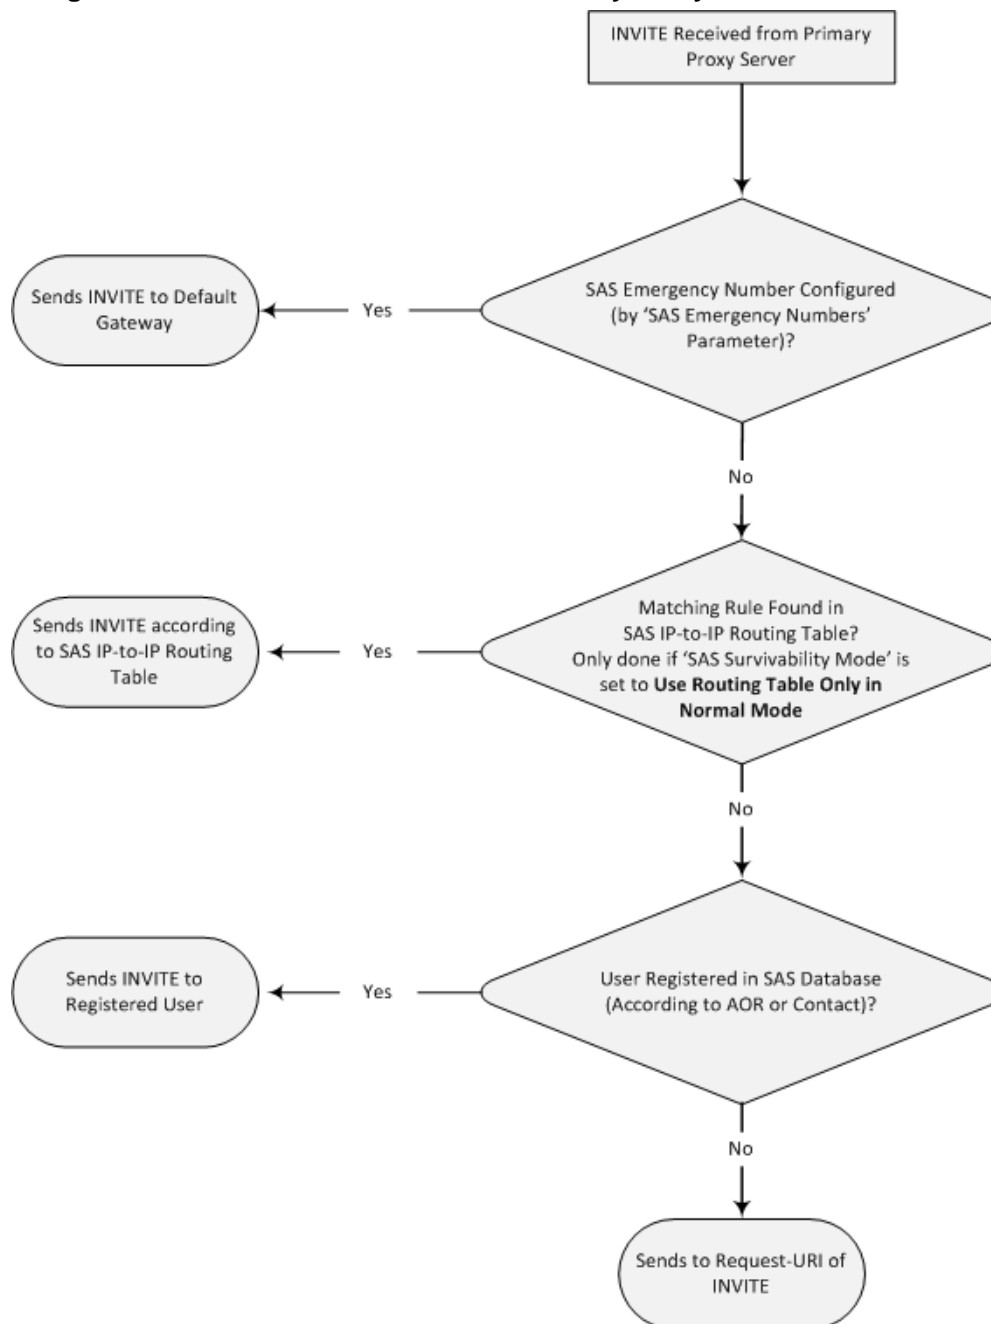 INVITE Received from Primary
Proxy Server
SAS Emergency Number Configured
(by ‘SAS Emergency Numbers’
Parameter)?
Yes
Sends INVITE to Default
Gateway
No
Matching Rule Found in
SAS IP-to-IP Routing Table?
Only done if ‘SAS Survivability Mode’ is
set to Use Routing Table Only in
Normal Mode
Yes
Sends INVITE according
to SAS IP-to-IP Routing
Table
No
User Registered in SAS Database
(According to AOR or Contact)?
Yes
Sends INVITE to
Registered User
No
Sends to Request-URI of
INVITE